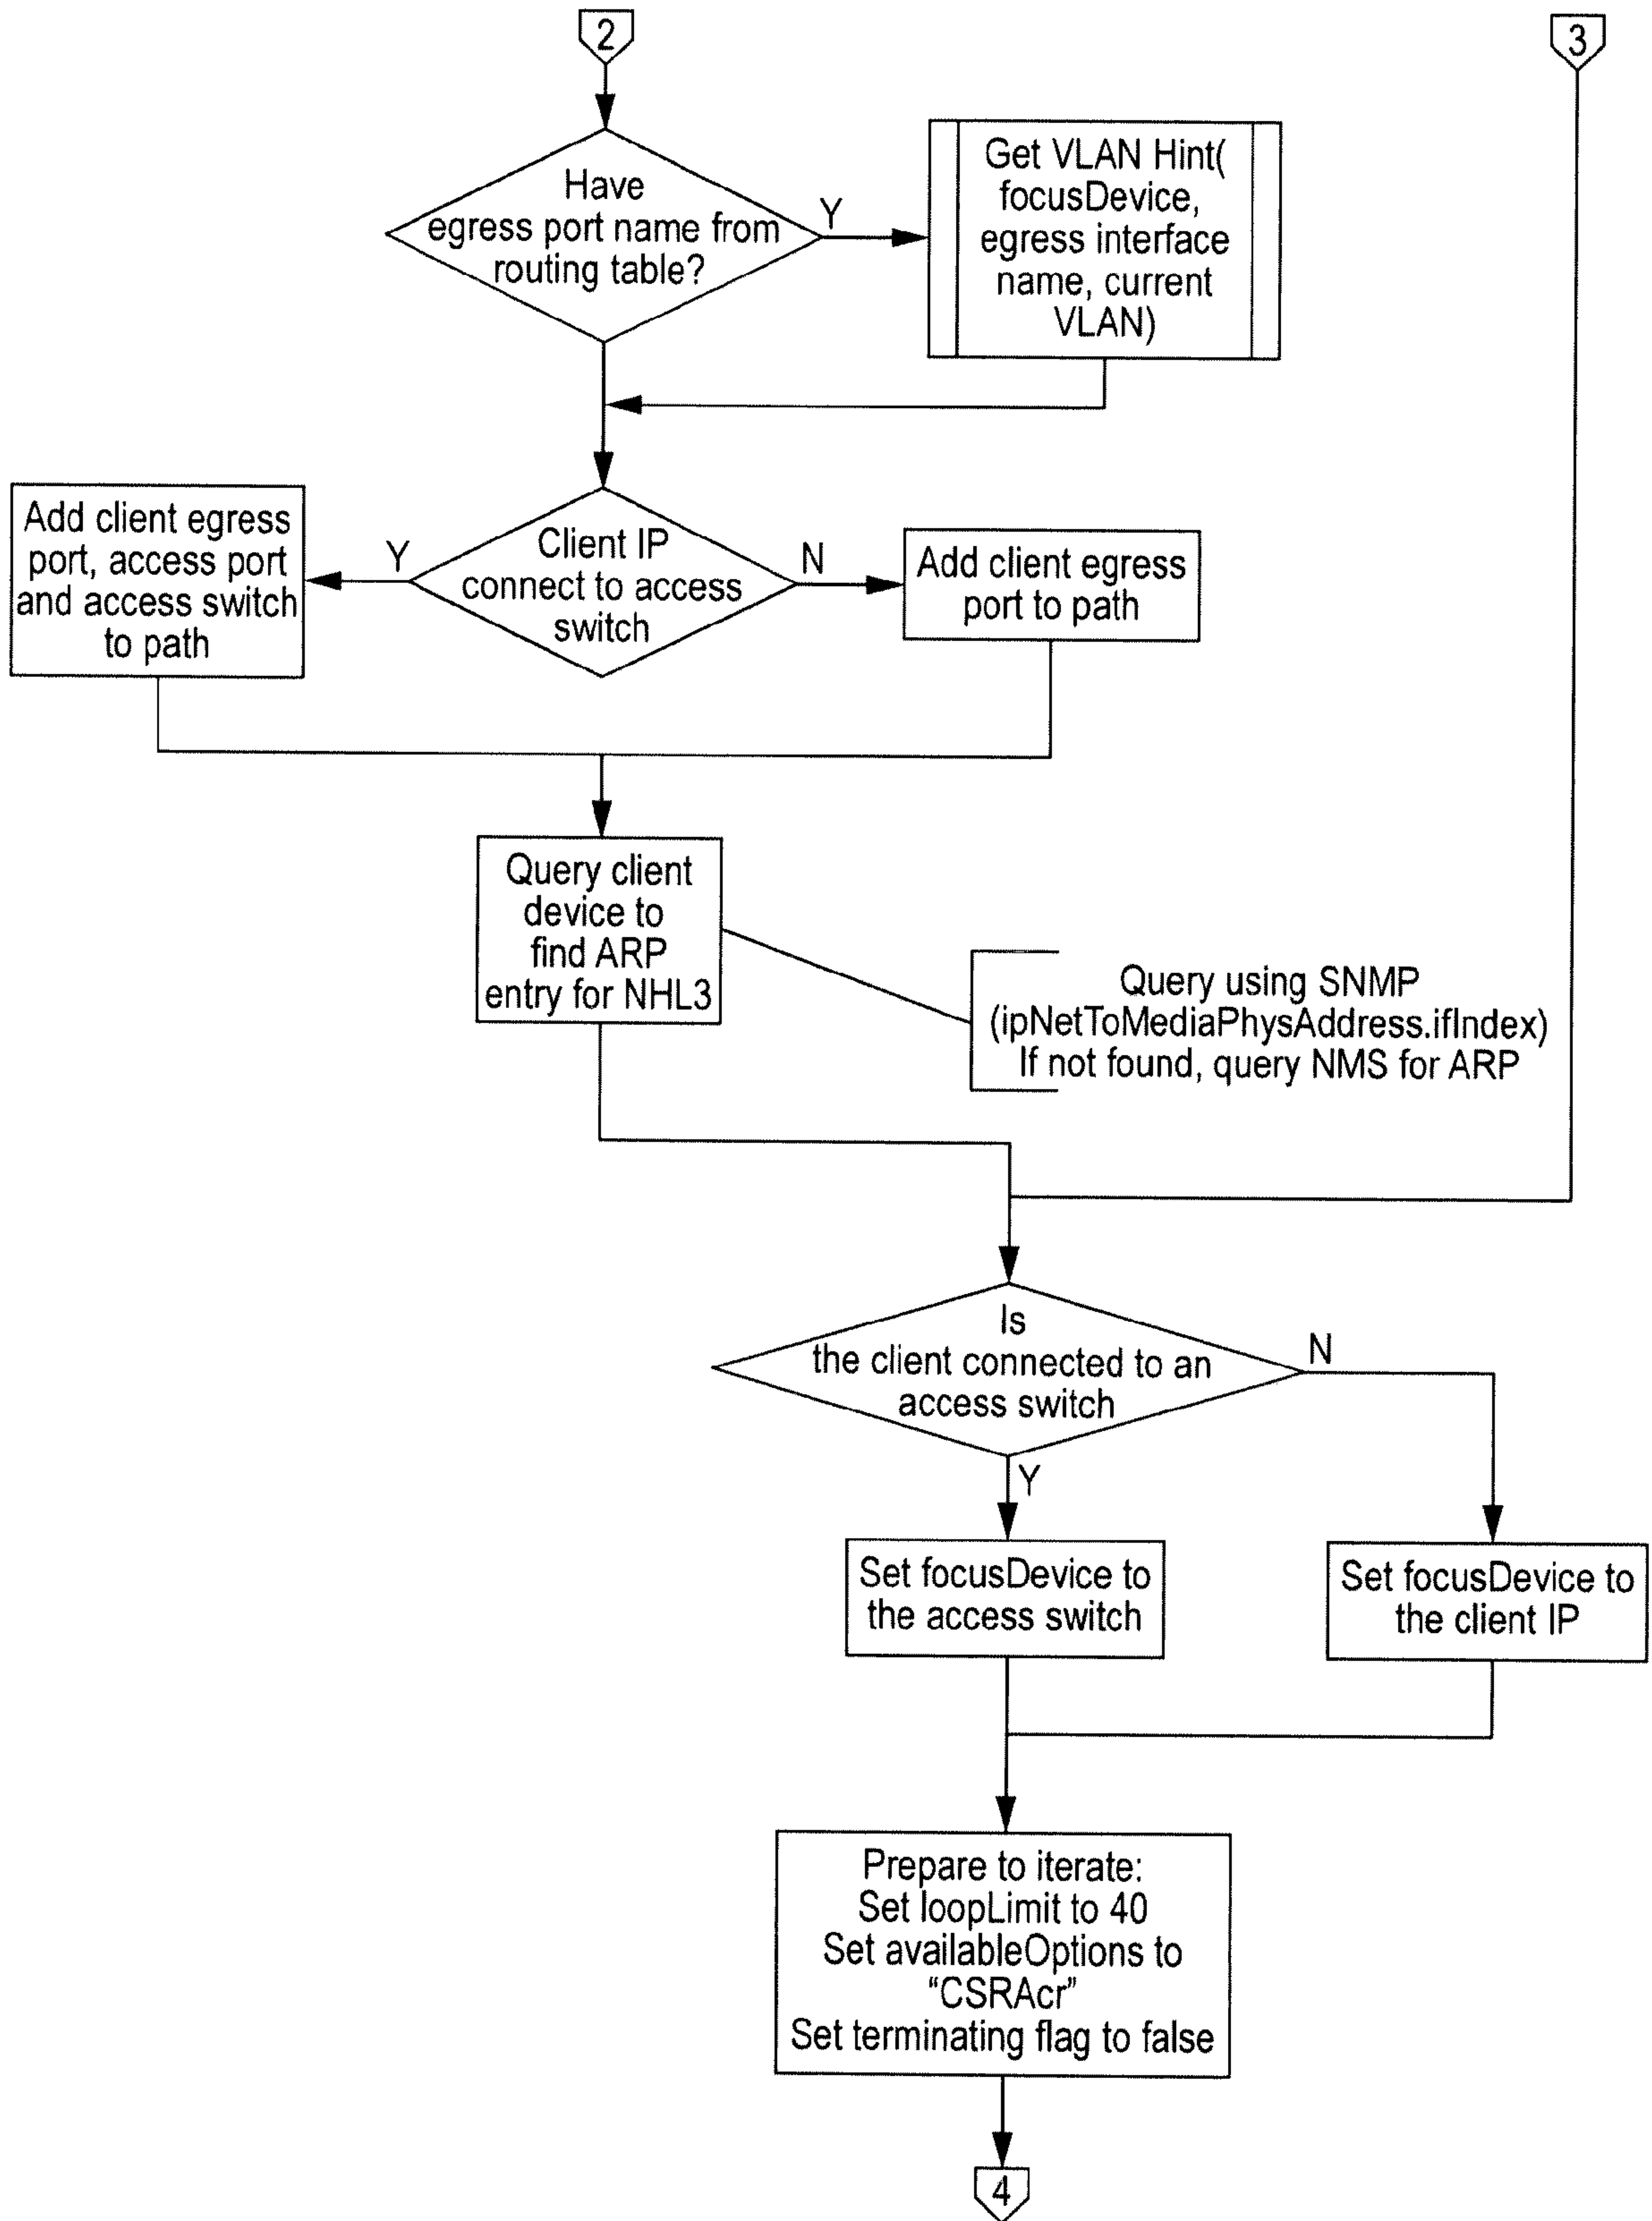 2
3
Have
egress port name from
routing table?
Y
Get VLAN Hint(
focusDevice,
egress interface
name, current
VLAN)
Add client egress
port, access port
and access switch
to path
Y
Client IP
connect to access
switch
N
Add client egress
port to path
Query client
device to
find ARP
entry for NHL3
Query using SNMP
(ipNetToMediaPhysAddress.ifIndex)
If not found, query NMS for ARP
Is
the client connected to an
access switch
N
Y
Set focusDevice to
the access switch
Set focusDevice to
the client IP
Prepare to iterate:
Set loopLimit to 40
Set availableOptions to
“CSRAcr”
Set terminating flag to false
4